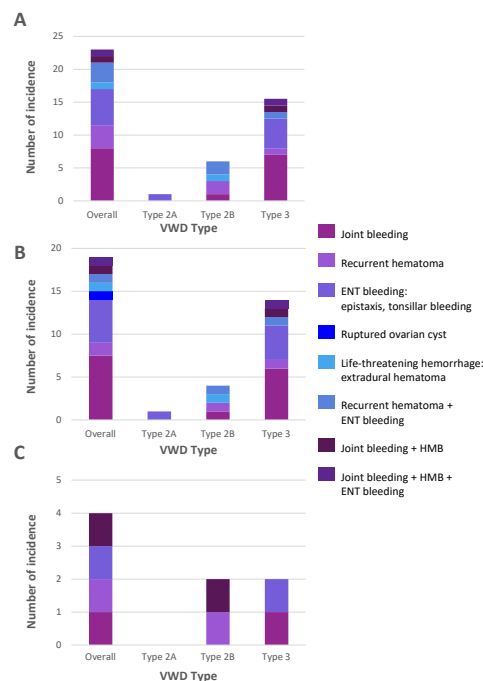 A
25
20
15
10
5
0
Number of incidence
Overall Type 2A Type 2B Type 3
VWD Type
B
20
15
10
5
0
Number of incidence
Overall Type 2A Type 2B Type 3
VWD Type
C
5
4
3
2
1
0
Number of incidence
Overall Type 2A Type 2B Type 3
VWD Type
Joint bleeding
Recurrent hematoma
ENT bleeding:
epistaxis, tonsillar bleeding
Ruptured ovarian cyst
Life-threatening hemorrhage:
extradural hematoma
Recurrent hematoma +
ENT bleeding
Joint bleeding + HMB
Joint bleeding + HMB +
ENT bleeding